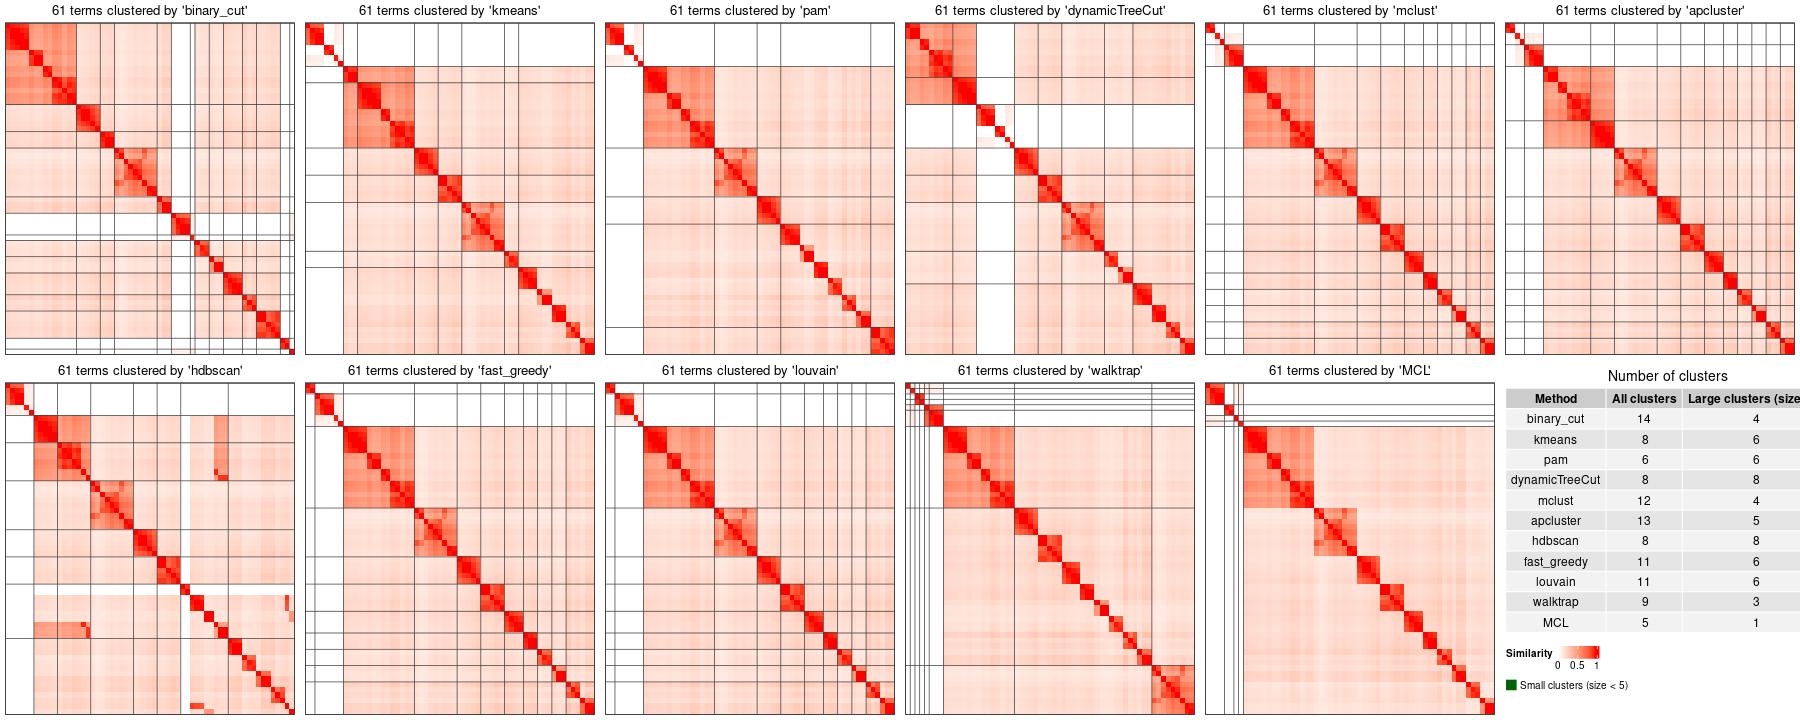 61 terms clustered by 'binary_cut'
61 terms clustered by 'kmeans'
61 terms clustered by 'pam'
61 terms clustered by 'dynamicTreeCut'
61 terms clustered by 'mclust'
61 terms clustered by 'apcluster'
61 terms clustered by 'hdbscan'
61 terms clustered by 'fast_greedy'
61 terms clustered by 'louvain'
61 terms clustered by 'walktrap'
61 terms clustered by 'MCL'
Number of clusters
Method All clusters Large clusters (size
binary_cut 14 4
kmeans 8 6
pam 6 6
dynamicTreeCut 8 8
mclust 12 4
apcluster 13 5
hdbscan 8 8
fast_greedy 11 6
louvain 11 6
walktrap 9 3
MCL 5 1
Similarity
0 0.5 1
Small clusters (size < 5)